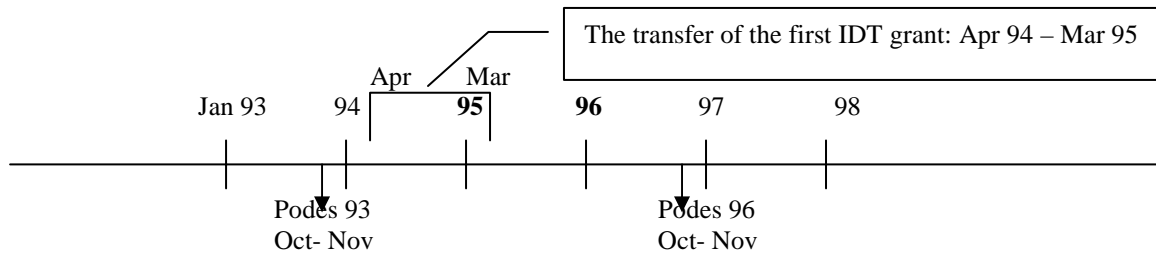 The transfer of the first IDT grant: Apr 94 – Mar 95
Apr Mar
Jan 93 94 95 96 97 98
Podes 93 Podes 96
Oct- Nov Oct- Nov